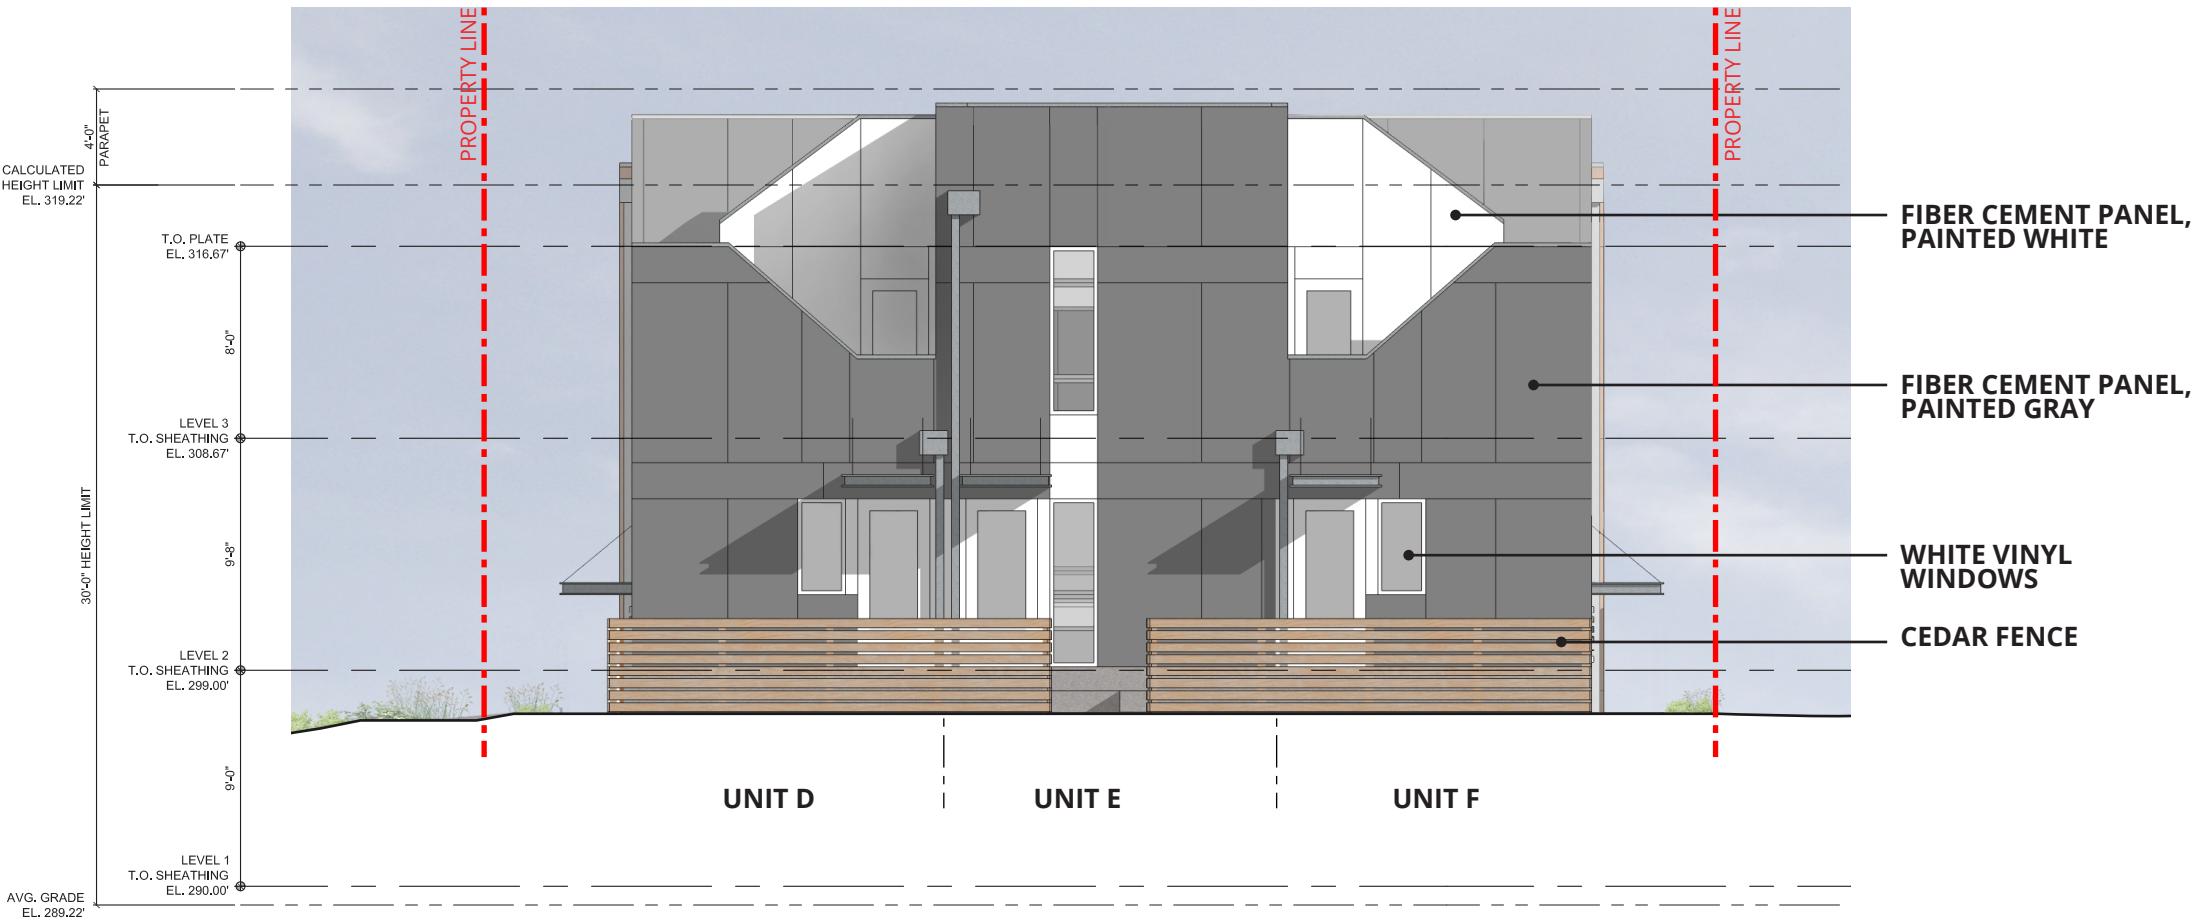 PROPERTY LINE
PROPERTY LINE
4'-0"
PARAPET
CALCULATED
HEIGHT LIMIT
EL. 319.22'
T.O. PLATE
EL. 316.67'
8'-0"
LEVEL 3
T.O. SHEATHING
EL. 308.67'
30'-0" HEIGHT LIMIT
9'-8"
LEVEL 2
T.O. SHEATHING
EL. 299.00'
9'-0"
LEVEL 1
T.O. SHEATHING
EL. 290.00'
AVG. GRADE
EL. 289.22'
FIBER CEMENT PANEL,
PAINTED WHITE
FIBER CEMENT PANEL,
PAINTED GRAY
WHITE VINYL
WINDOWS
CEDAR FENCE
UNIT D
UNIT E
UNIT F